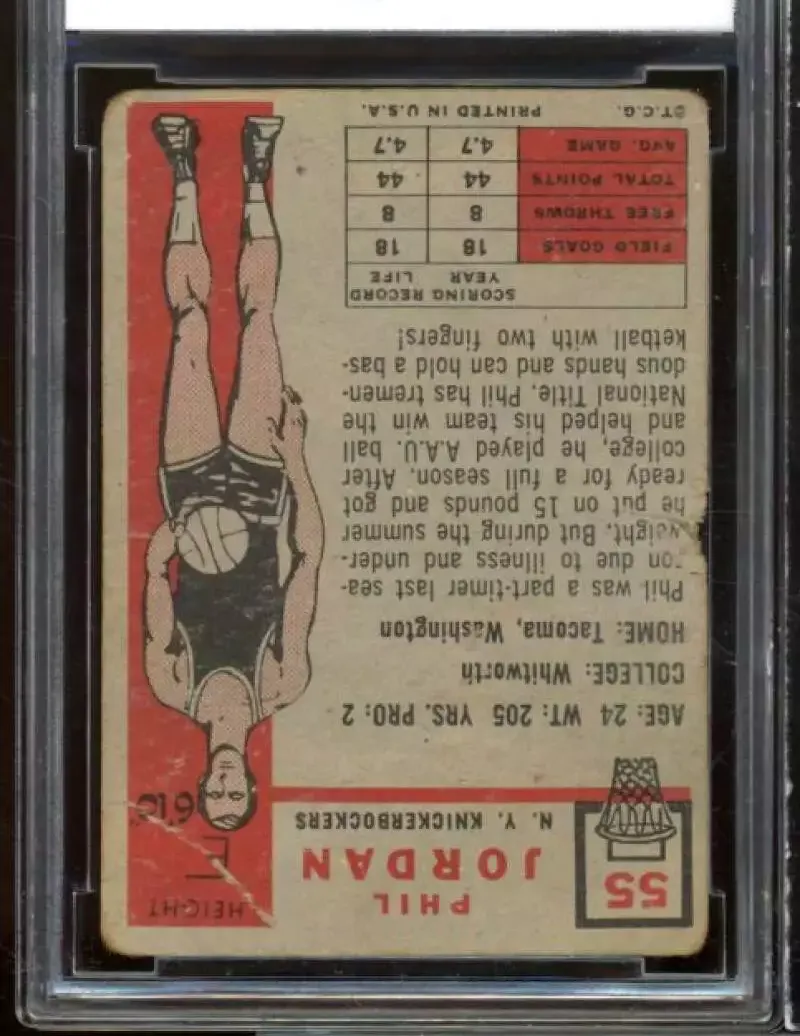 55
PHIL
JORDAN
N. Y. KNICKERBOCKERS
HEIGHT
6'10"
AGE: 24 WT: 205 YRS. PRO: 2
COLLEGE: Whitworth
HOME: Tacoma, Washington
Phil was a part-timer last sea-
son due to illness and under-
weight. But during the summer
he put on 15 pounds and got
ready for a full season. After
college, he played A.A.U. ball
and helped his team win the
National Title. Phil has tremen-
dous hands and can hold a bas-
ketball with two fingers!
SCORING RECORD
YEAR LIFE
FIELD GOALS 18 18
FREE THROWS 8 8
TOTAL POINTS 44 44
AVG. GAME 4.7 4.7
©T.C.G. PRINTED IN U.S.A.